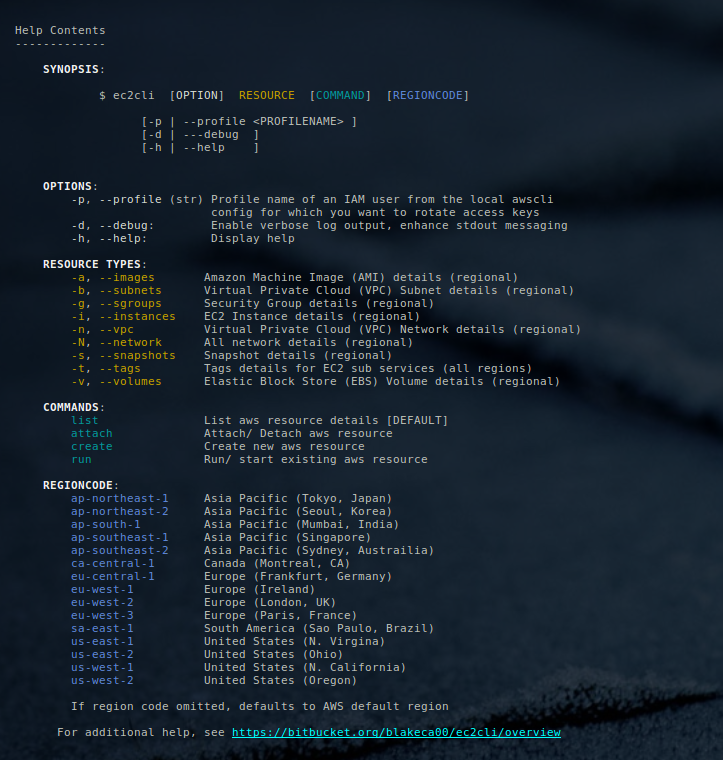 Help Contents
-------------
SYNOPSIS:
$ ec2cli  [OPTION]  RESOURCE  [COMMAND]  [REGIONCODE]
[-p | --profile <PROFILENAME> ]
[-d | ---debug  ]
[-h | --help    ]
OPTIONS:
-p, --profile (str) Profile name of an IAM user from the local awscli
config for which you want to rotate access keys
-d, --debug:        Enable verbose log output, enhance stdout messaging
-h, --help:         Display help
RESOURCE TYPES:
-a, --images       Amazon Machine Image (AMI) details (regional)
-b, --subnets      Virtual Private Cloud (VPC) Subnet details (regional)
-g, --sgroups      Security Group details (regional)
-i, --instances    EC2 Instance details (regional)
-n, --vpc          Virtual Private Cloud (VPC) Network details (regional)
-N, --network      All network details (regional)
-s, --snapshots    Snapshot details (regional)
-t, --tags         Tags details for EC2 sub services (all regions)
-v, --volumes      Elastic Block Store (EBS) Volume details (regional)
COMMANDS:
list               List aws resource details [DEFAULT]
attach             Attach/ Detach aws resource
create             Create new aws resource
run                Run/ start existing aws resource
REGIONCODE:
ap-northeast-1     Asia Pacific (Tokyo, Japan)
ap-northeast-2     Asia Pacific (Seoul, Korea)
ap-south-1         Asia Pacific (Mumbai, India)
ap-southeast-1     Asia Pacific (Singapore)
ap-southeast-2     Asia Pacific (Sydney, Austrailia)
ca-central-1       Canada (Montreal, CA)
eu-central-1       Europe (Frankfurt, Germany)
eu-west-1          Europe (Ireland)
eu-west-2          Europe (London, UK)
eu-west-3          Europe (Paris, France)
sa-east-1          South America (Sao Paulo, Brazil)
us-east-1          United States (N. Virgina)
us-east-2          United States (Ohio)
us-west-1          United States (N. California)
us-west-2          United States (Oregon)
If region code omitted, defaults to AWS default region
For additional help, see https://bitbucket.org/blakeca00/ec2cli/overview